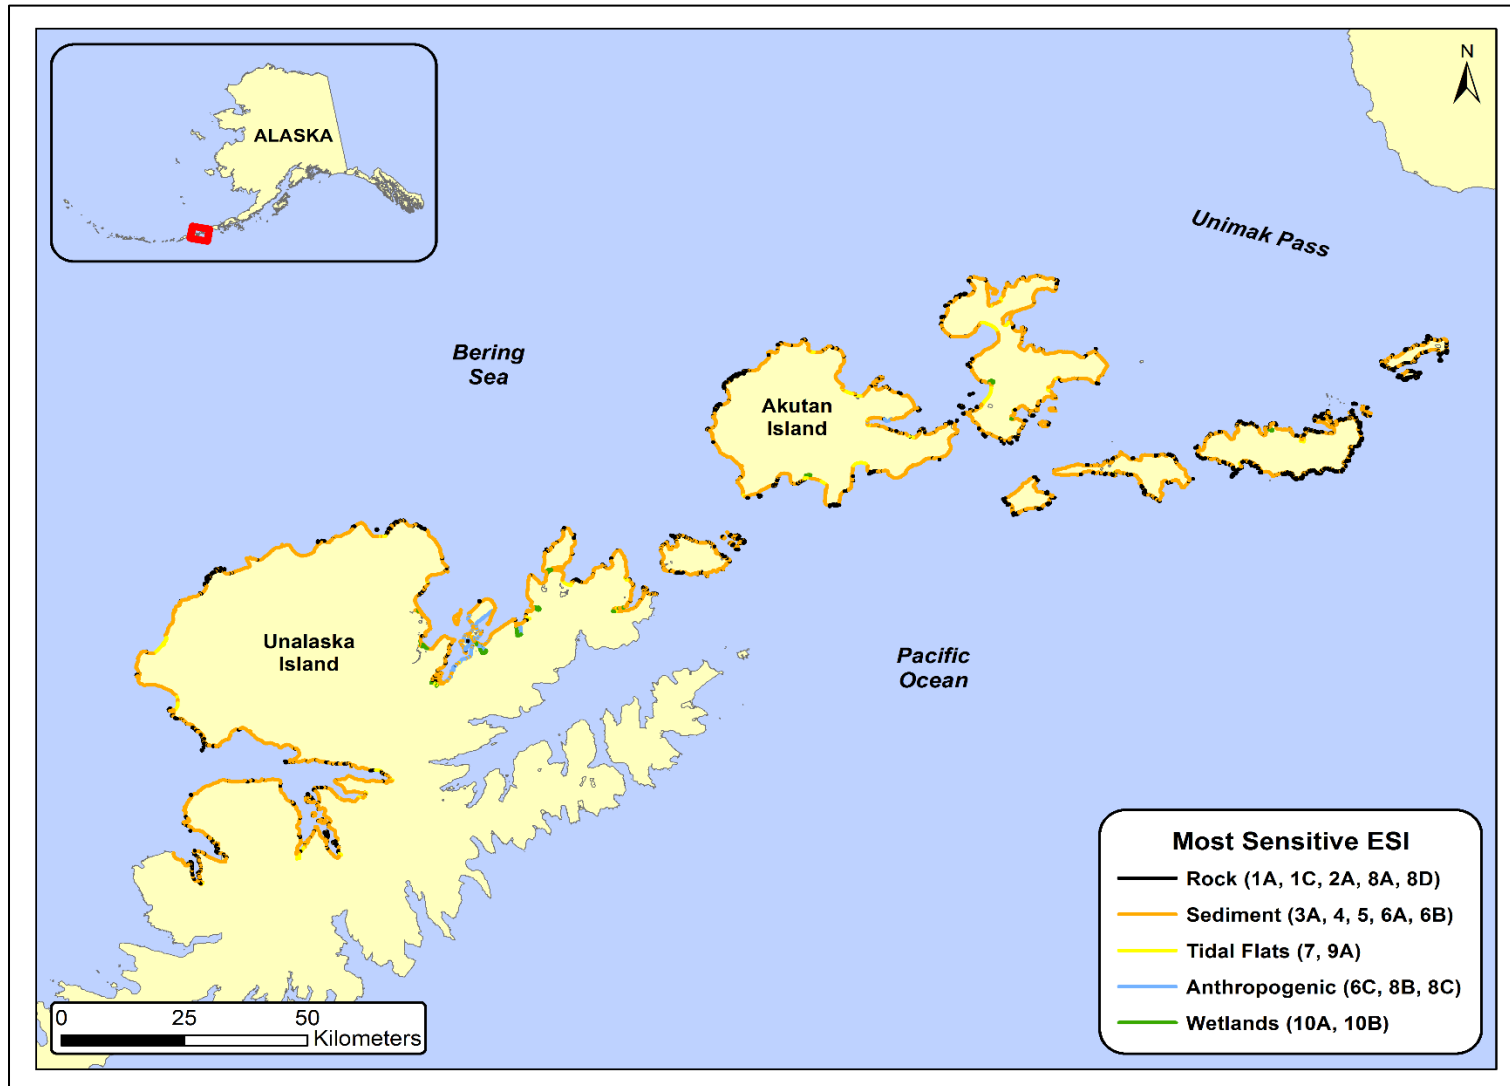 ALASKA
N
Unimak Pass
Bering
Sea
Akutan
Island
Unalaska
Island
Pacific
Ocean
Most Sensitive ESI
Rock (1A, 1C, 2A, 8A, 8D)
Sediment (3A, 4, 5, 6A, 6B)
Tidal Flats (7, 9A)
Anthropogenic (6C, 8B, 8C)
Wetlands (10A, 10B)
0 25 50
Kilometers